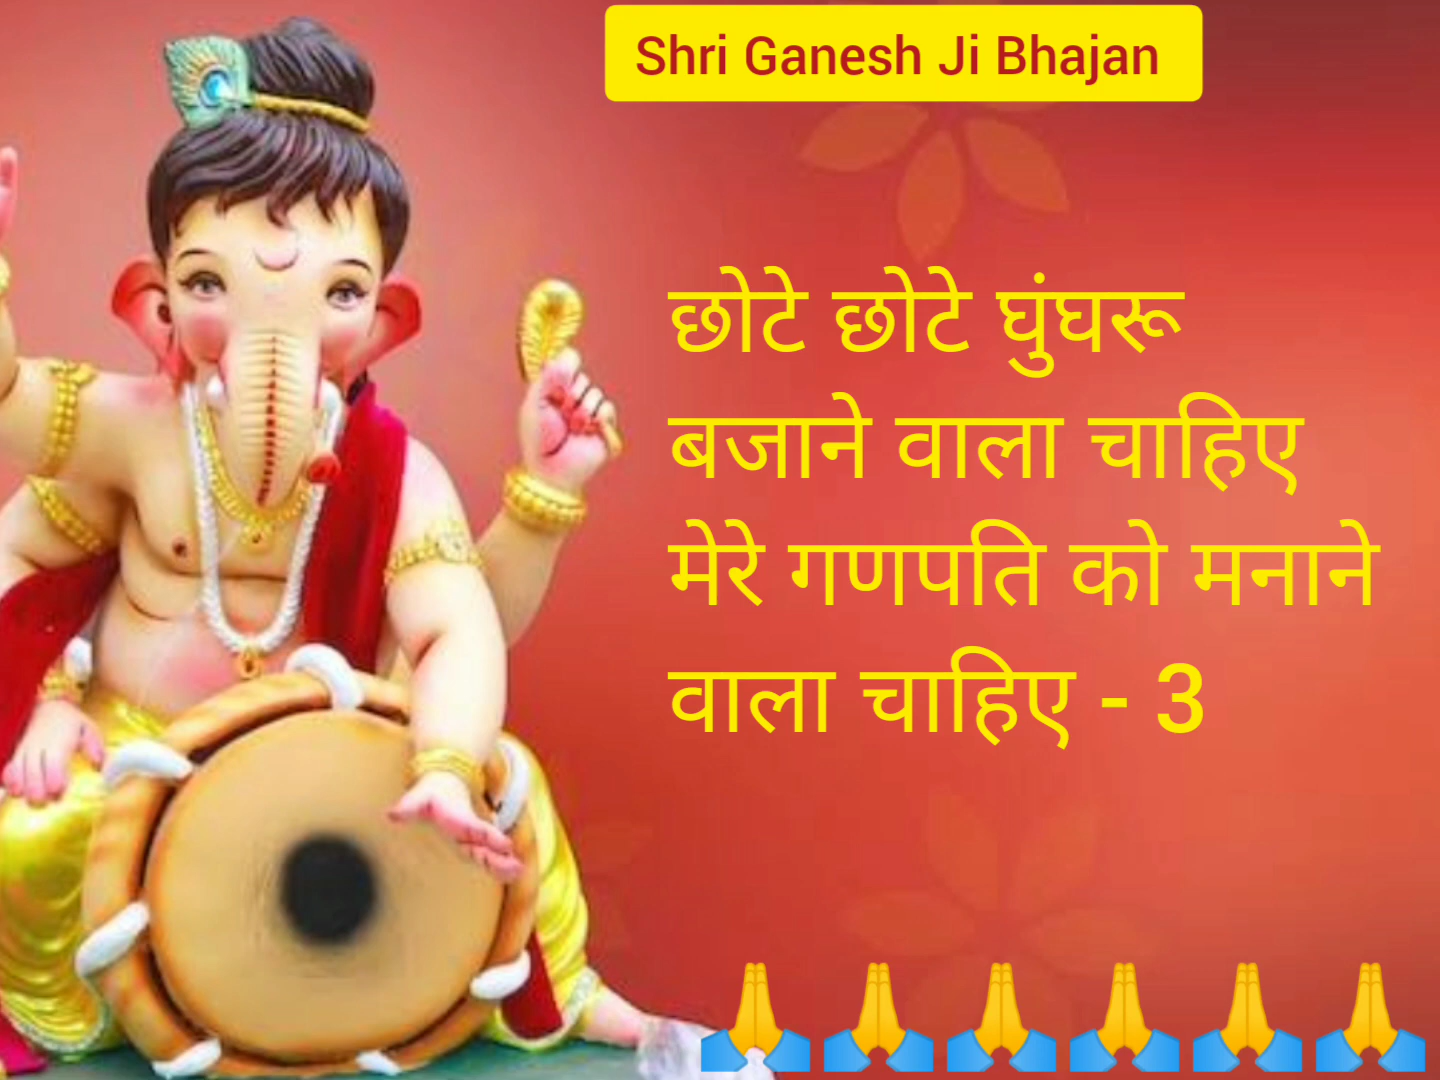 Shri Ganesh Ji Bhajan
छोटे छोटे घुंघरू
बजाने वाला चाहिए
मेरे गणपति को मनाने
वाला चाहिए - 3
🙏🙏🙏🙏🙏🙏